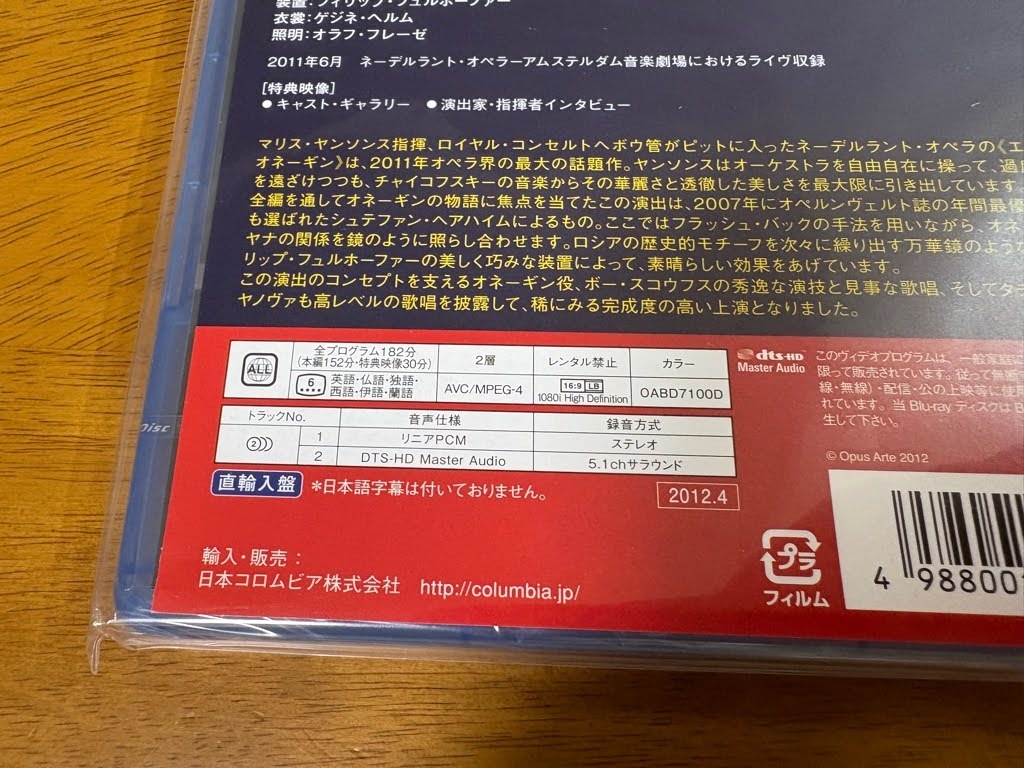 装置：フィリップ・フュルホーファー
衣裳：ゲジネ・ヘルム
照明：オラフ・フレーゼ
2011年6月　ネーデルラント・オペラーアムステルダム音楽劇場におけるライヴ収録
[特典映像]
●キャスト・ギャラリー　●演出家・指揮者インタビュー
マリス・ヤンソンス指揮、ロイヤル・コンセルトヘボウ管がピットに入ったネーデルラント・オペラの《エ
オネーギン》は、2011年オペラ界の最大の話題作。ヤンソンスはオーケストラを自由自在に操って、過
を遠ざけつつも、チャイコフスキーの音楽からその華麗さと透徹した美しさを最大限に引き出しています。
全編を通してオネーギンの物語に焦点を当てたこの演出は、2007年にオペルンヴェルト誌の年間最優
も選ばれたシュテファン・ヘアハイムによるもの。ここではフラッシュ・バックの手法を用いながら、オネ
ヤナの関係を鏡のように照らし合わせます。ロシアの歴史的モチーフを次々に繰り出す万華鏡のような
リップ・フュルホーファーの美しく巧みな装置によって、素晴らしい効果をあげています。
この演出のコンセプトを支えるオネーギン役、ボー・スコウフスの秀逸な演技と見事な歌唱、そしてタチ
ヤノヴァも高レベルの歌唱を披露して、稀にみる完成度の高い上演となりました。
ALL
全プログラム182分
(本編152分・特典映像30分)
2層
レンタル禁止
カラー
6
英語・仏語・独語・
西語・伊語・蘭語
AVC/MPEG-4
16:9 LB
1080i High Definition
OABD7100D
トラックNo.
音声仕様
録音方式
2
1
リニアPCM
ステレオ
2
DTS-HD Master Audio
5.1chサラウンド
dts-HD
Master Audio
このヴィデオプログラムは、一般家庭
限って販売されています。従って無断
線・無線)・配信・公の上映等に使
れています。当 Blu-ray ディスクは B
生して下さい。
Disc
© Opus Arte 2012
直輸入盤
＊日本語字幕は付いておりません。
2012.4
輸入・販売：
日本コロムビア株式会社　http://columbia.jp/
プラ
フィルム
4 98800